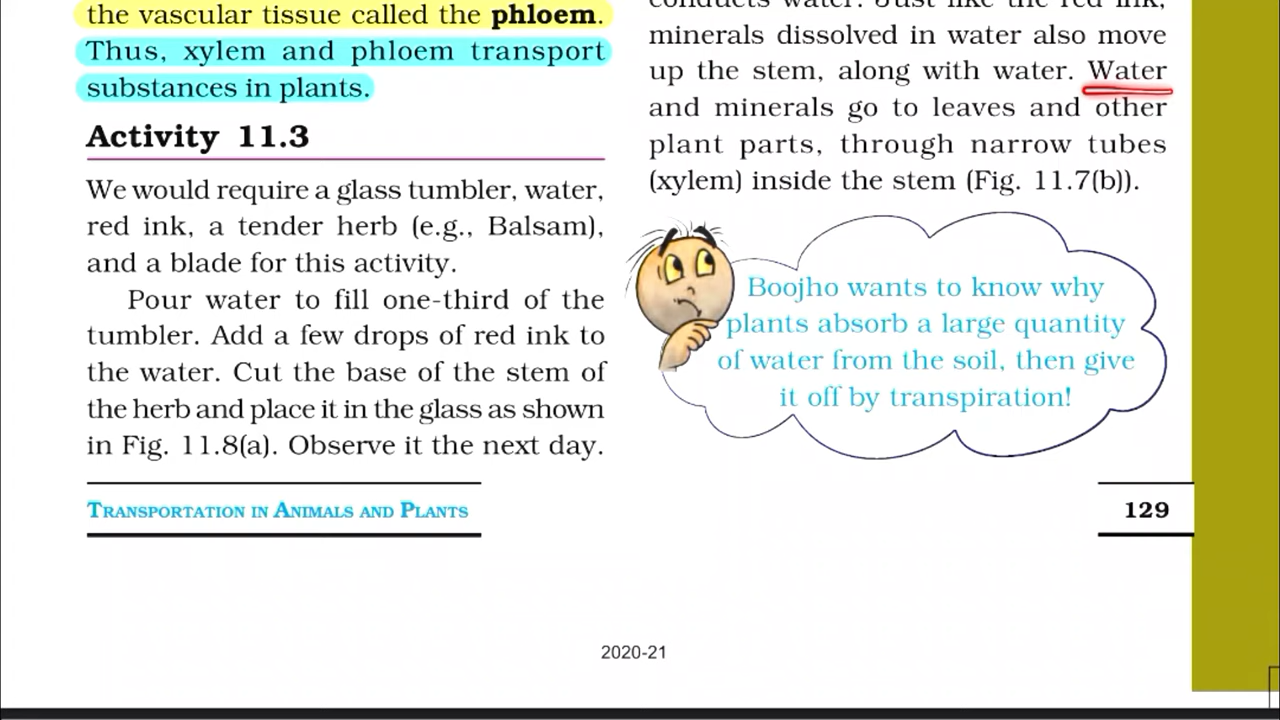 the vascular tissue called the phloem.
Thus, xylem and phloem transport
substances in plants.
Activity 11.3
We would require a glass tumbler, water,
red ink, a tender herb (e.g., Balsam),
and a blade for this activity.
Pour water to fill one-third of the
tumbler. Add a few drops of red ink to
the water. Cut the base of the stem of
the herb and place it in the glass as shown
in Fig. 11.8(a). Observe it the next day.
conducts water. Just like the red ink,
minerals dissolved in water also move
up the stem, along with water. Water
and minerals go to leaves and other
plant parts, through narrow tubes
(xylem) inside the stem (Fig. 11.7(b)).
Boojho wants to know why
plants absorb a large quantity
of water from the soil, then give
it off by transpiration!
TRANSPORTATION IN ANIMALS AND PLANTS
129
2020-21